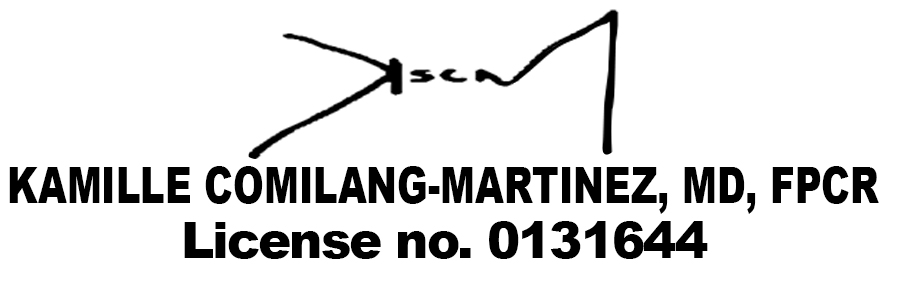 KAMILLE COMILANG-MARTINEZ, MD, FPCR
License no. 0131644